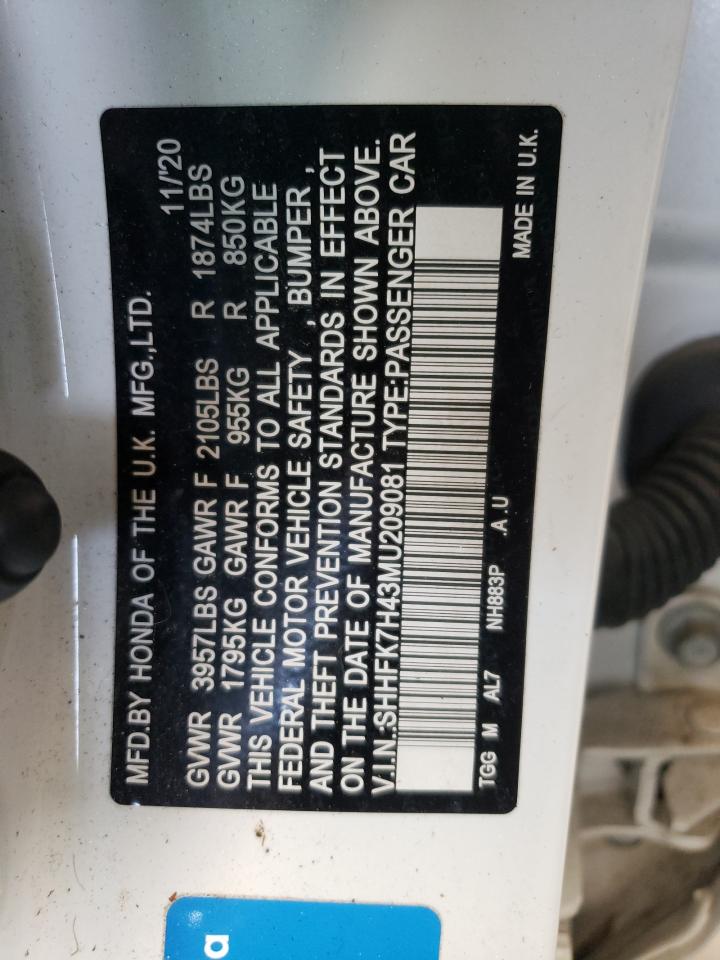 MFD.BY HONDA OF THE U.K. MFG.,LTD. 11/'20
GVWR 3957LBS GAWR F 2105LBS R 1874LBS
GVWR 1795KG GAWR F 955KG R 850KG
THIS VEHICLE CONFORMS TO ALL APPLICABLE
FEDERAL MOTOR VEHICLE SAFETY , BUMPER ,
AND THEFT PREVENTION STANDARDS IN EFFECT
ON THE DATE OF MANUFACTURE SHOWN ABOVE.
V.I.N.:SHHFK7H43MU209081 TYPE:PASSENGER CAR
TGG M AL7 NH883P .A .U
MADE IN U.K.
a